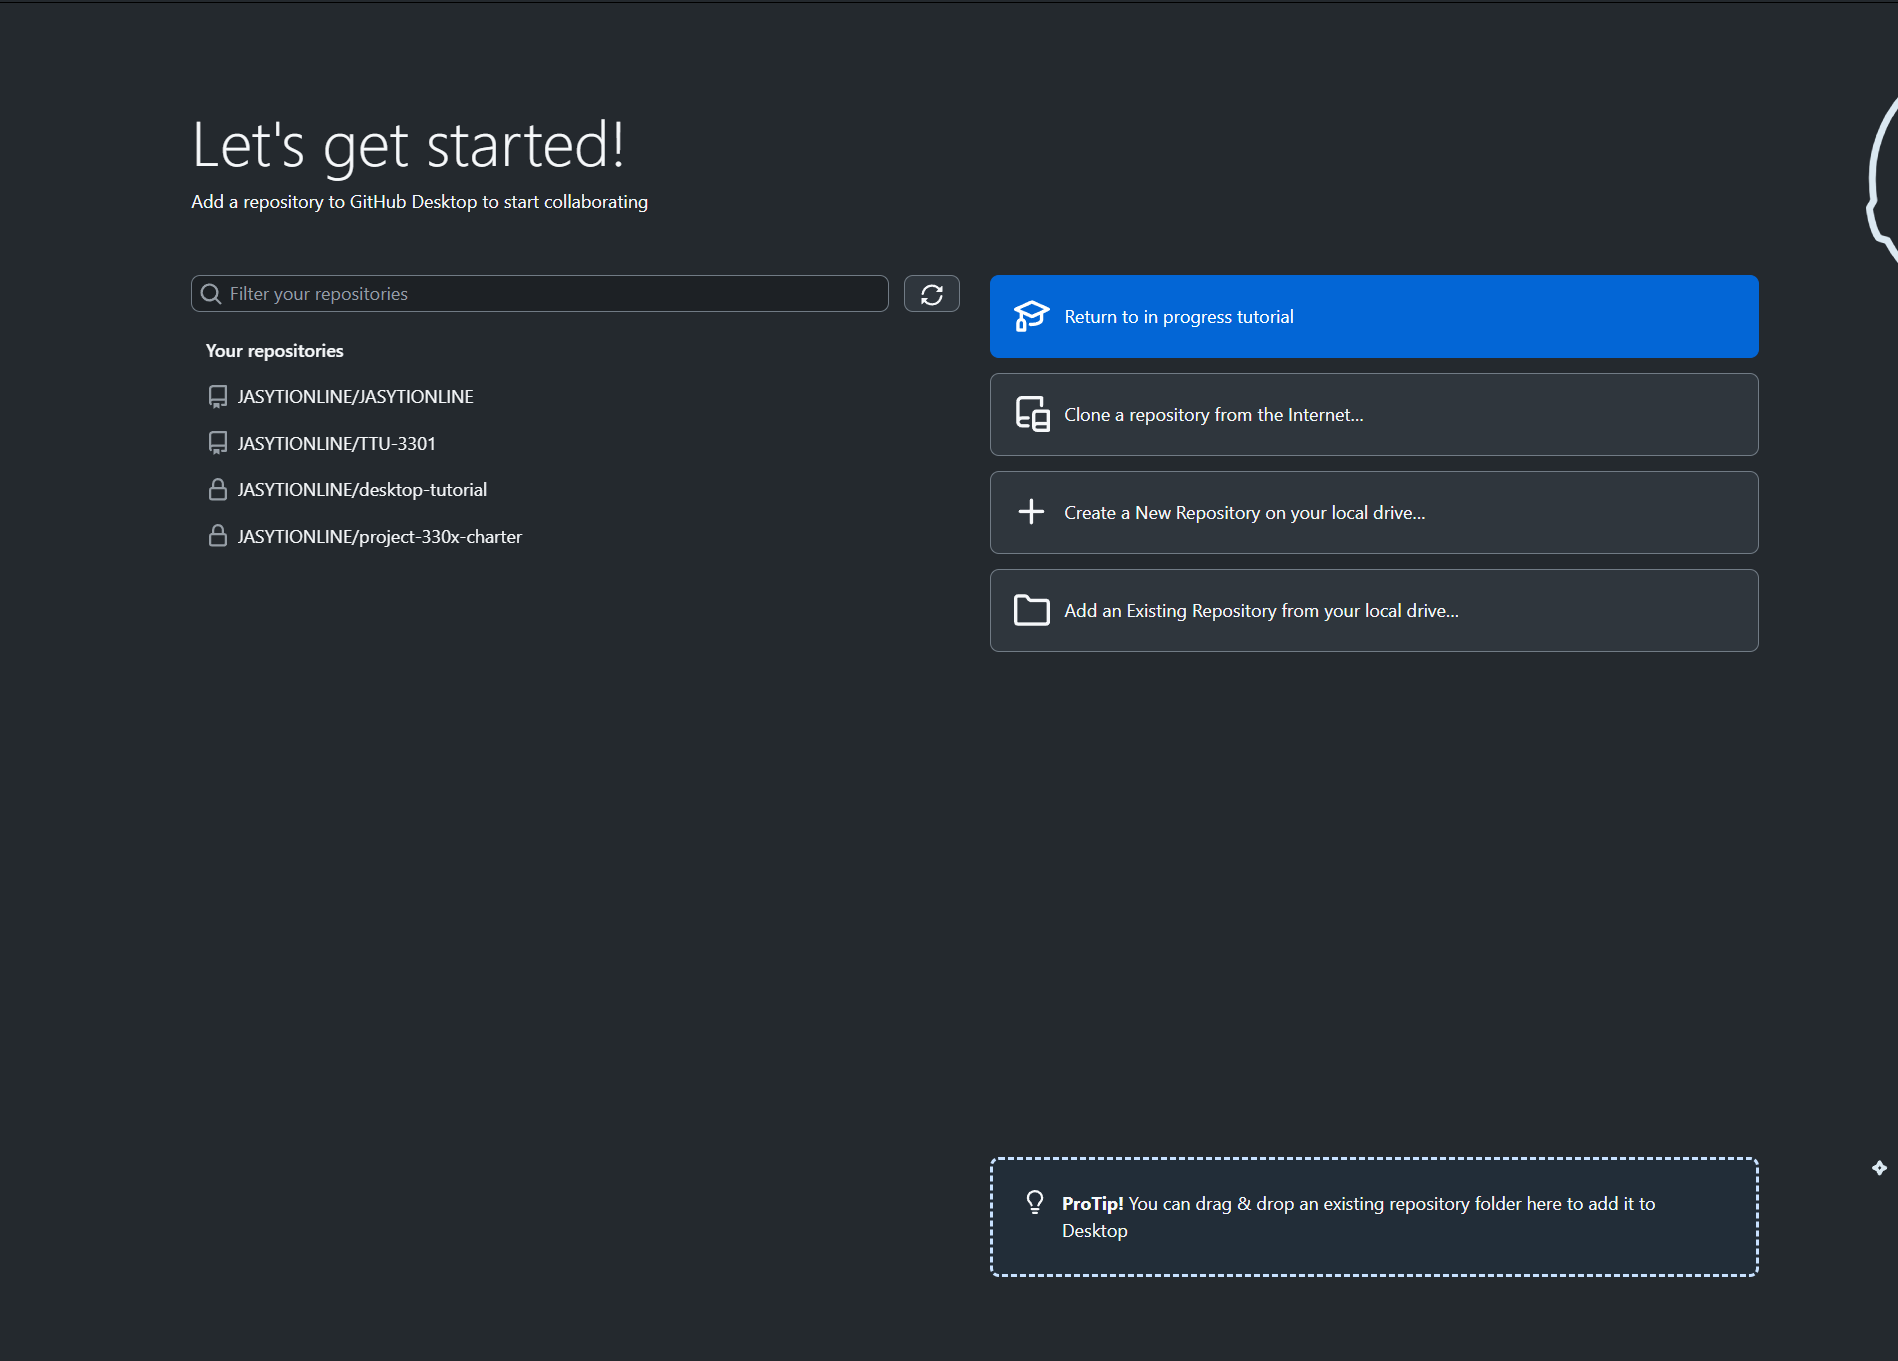 Let's get started!
Add a repository to GitHub Desktop to start collaborating
Filter your repositories
Your repositories
JASYTIONLINE/JASYTIONLINE
JASYTIONLINE/TTU-3301
JASYTIONLINE/desktop-tutorial
JASYTIONLINE/project-330x-charter
Return to in progress tutorial
Clone a repository from the Internet...
Create a New Repository on your local drive...
Add an Existing Repository from your local drive...
ProTip! You can drag & drop an existing repository folder here to add it to
Desktop